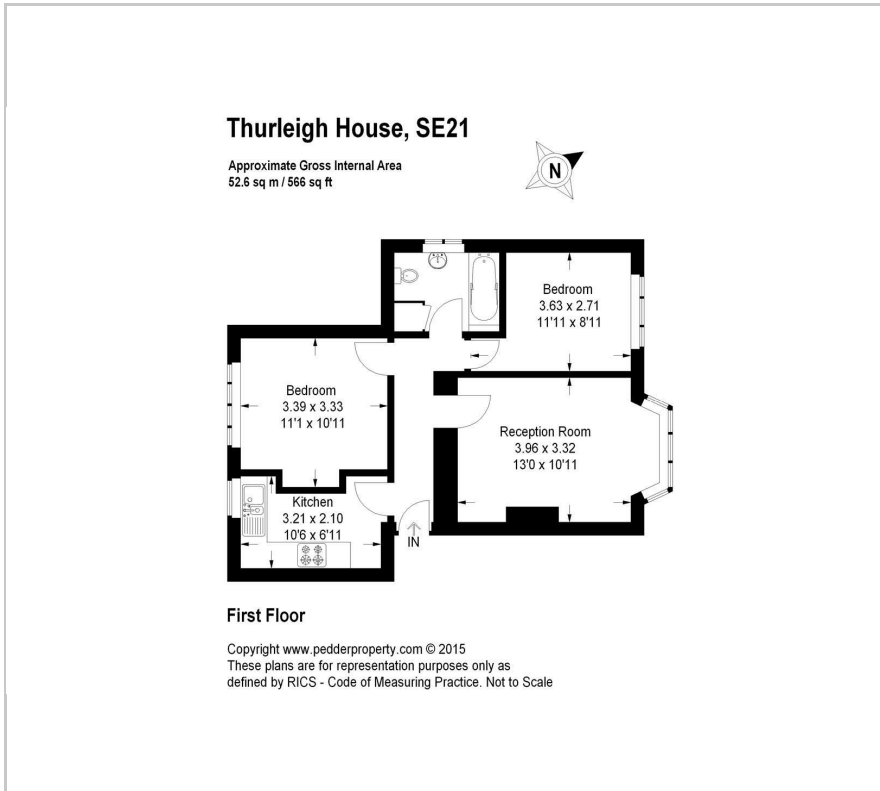 Thurleigh House, SE21
Approximate Gross Internal Area
52.6 sq m / 566 sq ft
N
Bedroom
3.63 x 2.71
11'11 x 8'11
Bedroom
3.39 x 3.33
11'1 x 10'11
Reception Room
3.96 x 3.32
13'0 x 10'11
Kitchen
3.21 x 2.10
10'6 x 6'11
IN
First Floor
Copyright www.pedderproperty.com © 2015
These plans are for representation purposes only as
defined by RICS - Code of Measuring Practice. Not to Scale